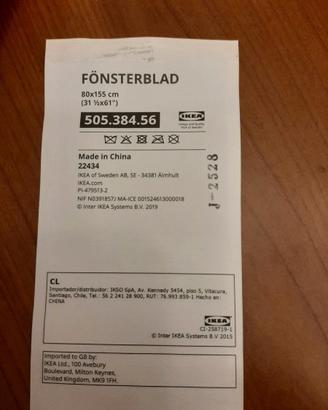 FÖNSTERBLAD
80x155 cm
(31 ½x61")
505.384.56
IKEA
Made in China
22434
IKEA of Sweden AB, SE - 34381 Älmhult
IKEA.com
PI-479513-2
NIF N0391857J MA-ICE 001524613000018
© Inter IKEA Systems B.V. 2019
J-2528
CL
Importador/distribuidor: IKSO SpA, Av. Kennedy 5454, piso 5, Vitacura,
Santiago, Chile, Tel.: 56 2 241 28 900, RUT: 76.993.859-1 Hecho en:
CHINA
IKEA
CI-258719-1
© Inter IKEA Systems B.V 2015
Imported to GB by:
IKEA Ltd., 100 Avebury
Boulevard, Milton Keynes,
United Kingdom, MK9 1FH.